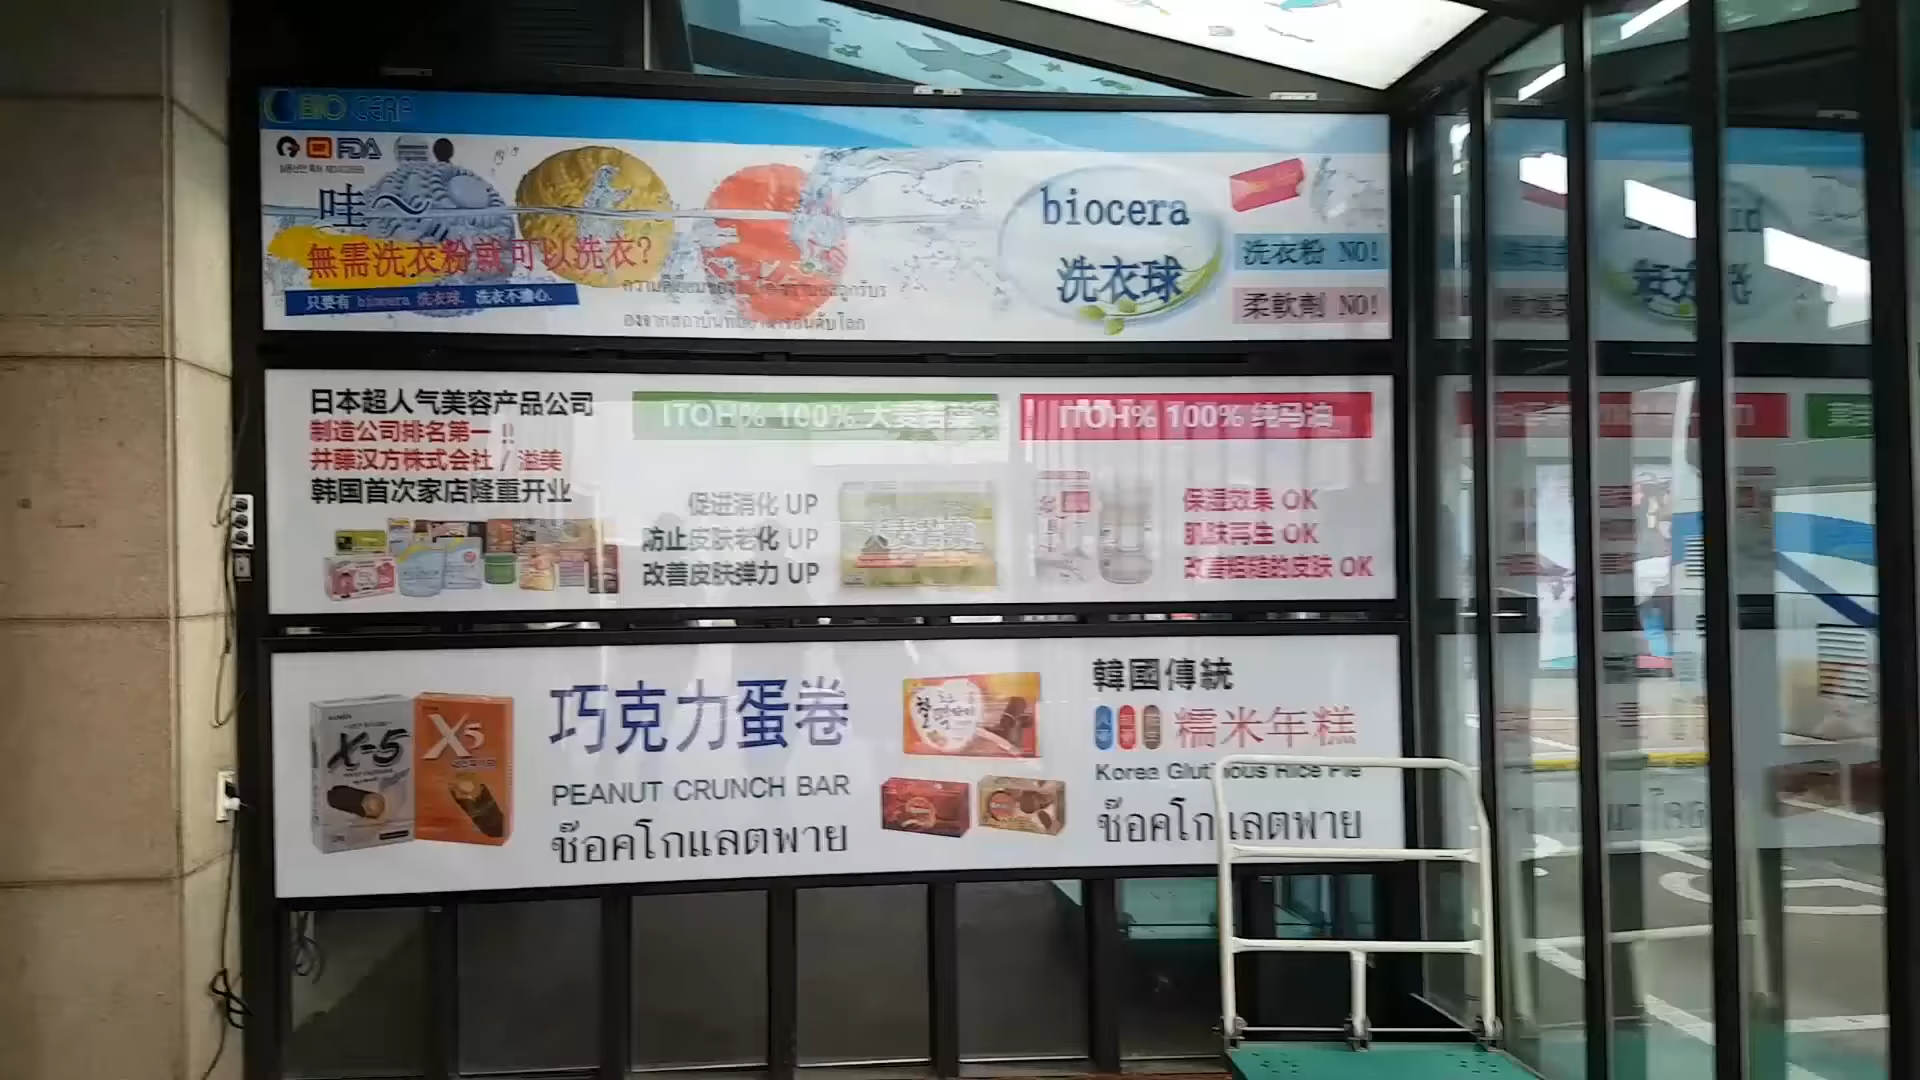 BIO CERA
FDA
哇~
無需洗衣粉就可以洗衣?
只要有 biocera 洗衣球. 洗衣不擔心.
biocera
洗衣球
洗衣粉 NO!
柔軟劑 NO!
日本超人气美容产品公司
制造公司排名第一 !!
井藤汉方株式会社 / 溢美
韩国首次家店隆重开业
ITOH% 100% 大麦若菜
促进消化 UP
防止皮肤老化 UP
改善皮肤弹力 UP
ITOH% 100% 纯马油
保湿效果 OK
肌肤再生 OK
改善粗糙的皮肤 OK
X-5
X5
巧克力蛋卷
PEANUT CRUNCH BAR
ช๊อคโกแลตพาย
韓國傳統
糯米年糕
Korea Glutinous Rice Pie
ช๊อคโกแลตพาย